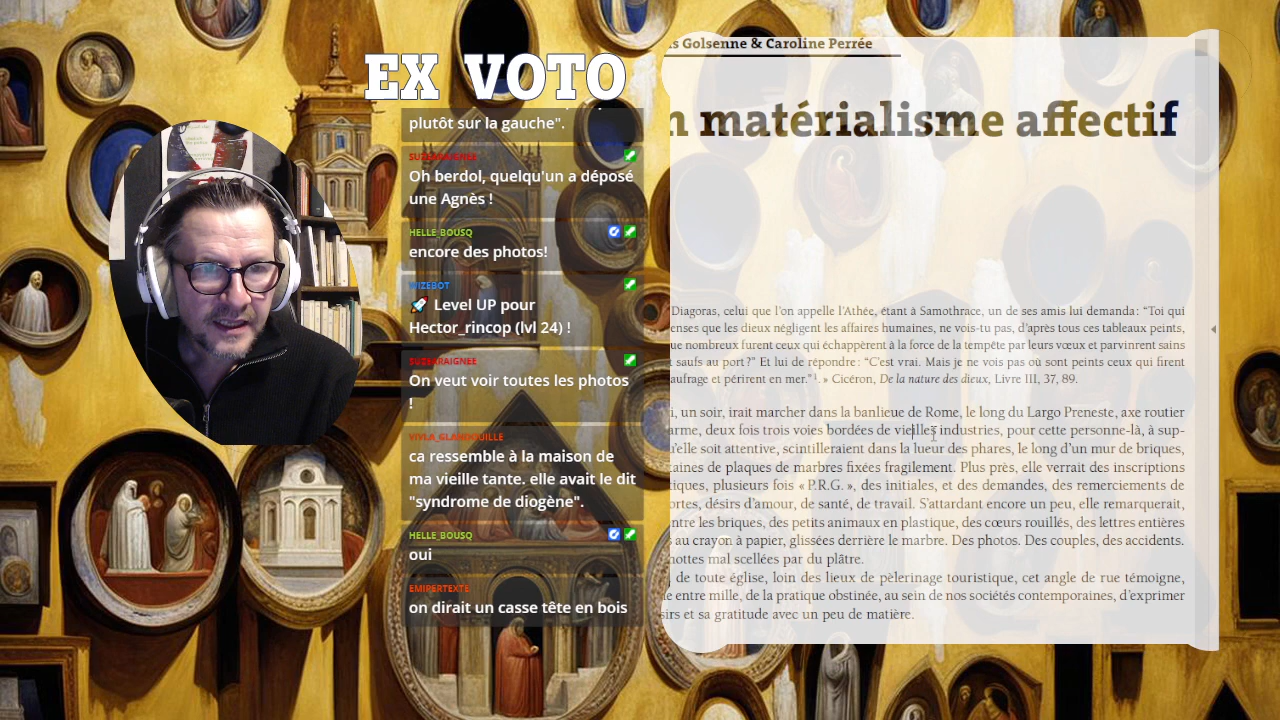 EX VOTO
plutôt sur la gauche".
SUZERAIGNEE
Oh berdol, quelqu'un a déposé
une Agnès !
HELLE_BOUSQ
encore des photos!
WIZEBOT
🚀 Level UP pour
Hector_rincop (lvl 24) !
On veut voir toutes les photos
!
ca ressemble à la maison de
ma vieille tante. elle avait le dit
"syndrome de diogène".
HELLE_BOUSQ
oui
EMIPERTEXTE
on dirait un casse tête en bois
s Golsenne & Caroline Perrée
n matérialisme affectif
Diagoras, celui que l'on appelle l'Athée, étant à Samothrace, un de ses amis lui demanda : "Toi qui
enses que les dieux négligent les affaires humaines, ne vois-tu pas, d'après tous ces tableaux peints,
ue nombreux furent ceux qui échappèrent à la force de la tempête par leurs vœux et parvinrent sains
t saufs au port ?" Et lui de répondre : "C'est vrai. Mais je ne vois pas où sont peints ceux qui firent
aufrage et périrent en mer."¹. » Cicéron, De la nature des dieux, Livre III, 37, 89.
i, un soir, irait marcher dans la banlieue de Rome, le long du Largo Preneste, axe routier
arme, deux fois trois voies bordées de vieilles industries, pour cette personne-là, à sup-
'elle soit attentive, scintilleraient dans la lueur des phares, le long d'un mur de briques,
taines de plaques de marbres fixées fragilement. Plus près, elle verrait des inscriptions
iques, plusieurs fois « P.R.G. », des initiales, et des demandes, des remerciements de
ortes, désirs d'amour, de santé, de travail. S'attardant encore un peu, elle remarquerait,
ntre les briques, des petits animaux en plastique, des cœurs rouillés, des lettres entières
s au crayon à papier, glissées derrière le marbre. Des photos. Des couples, des accidents.
nottes mal scellées par du plâtre.
de toute église, loin des lieux de pèlerinage touristique, cet angle de rue témoigne,
e entre mille, de la pratique obstinée, au sein de nos sociétés contemporaines, d'exprimer
sirs et sa gratitude avec un peu de matière.